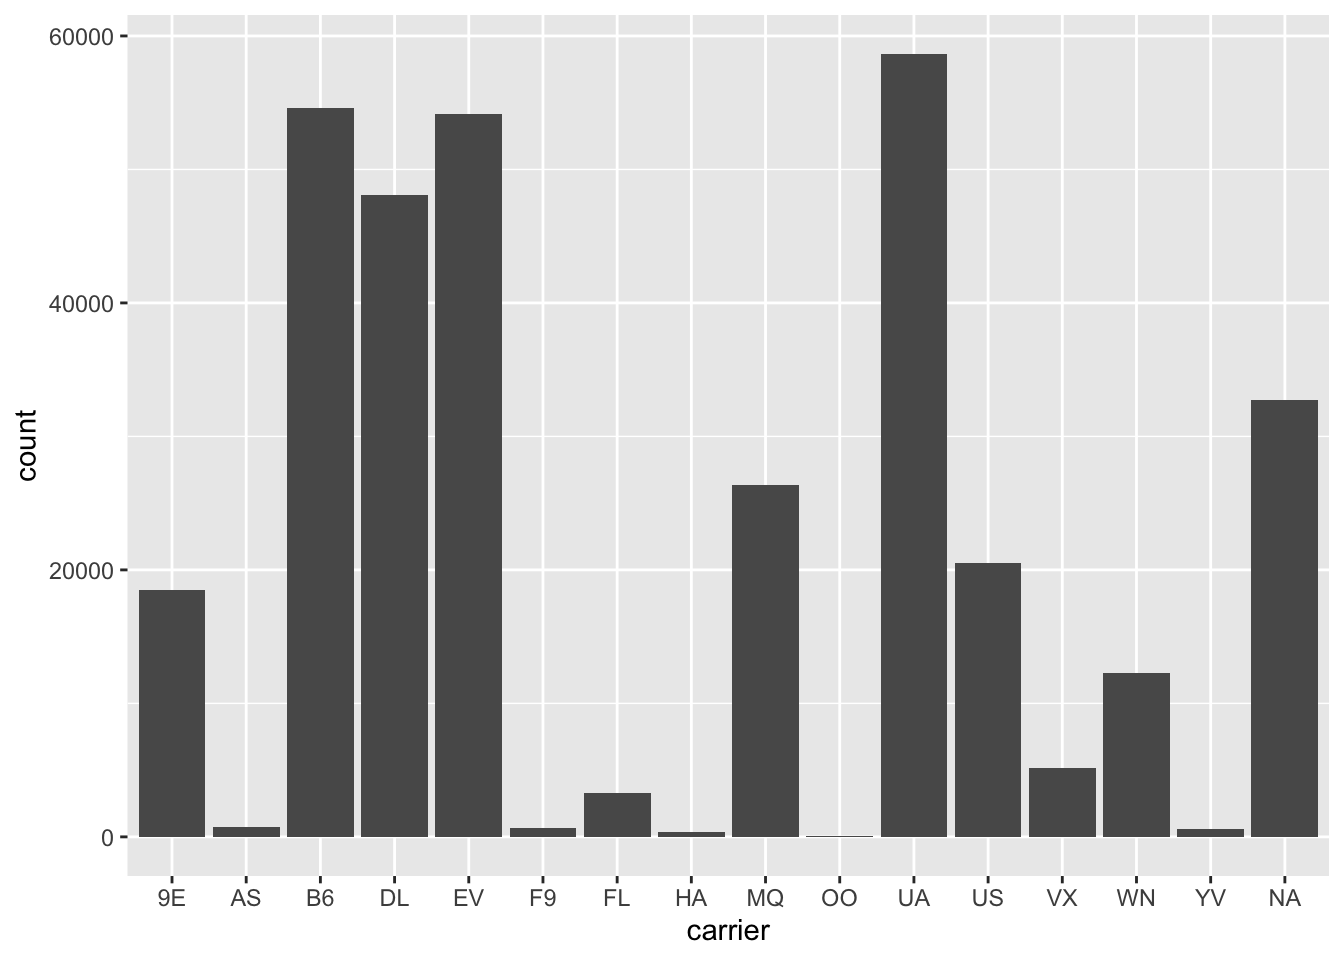 60000
40000
20000
0
count
9E AS B6 DL EV F9 FL HA MQ OO UA US VX WN YV NA
carrier